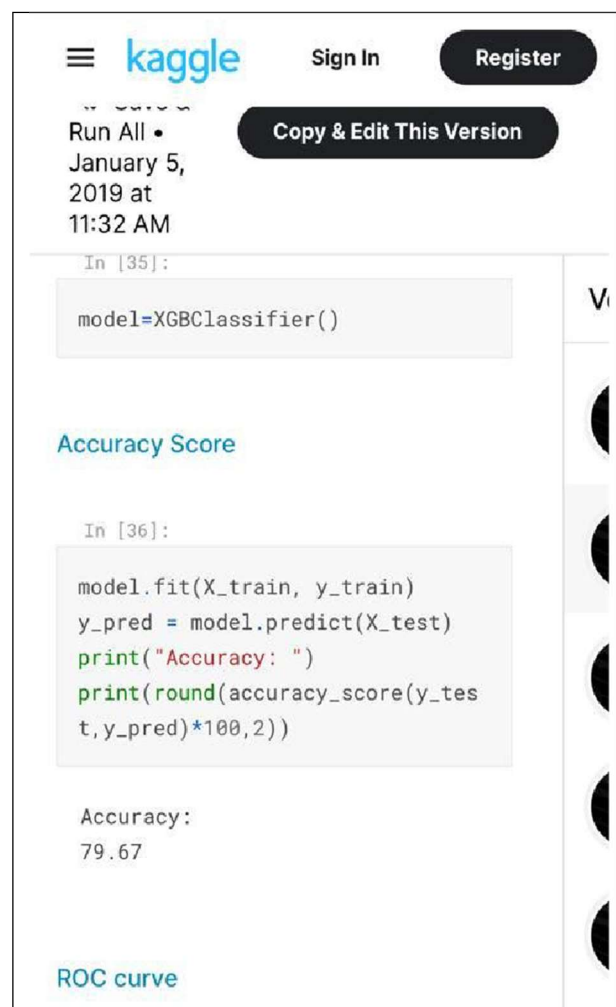 kaggle
Sign In
Register
Run All •
January 5,
2019 at
11:32 AM
Copy & Edit This Version
In [35]:
model=XGBClassifier()
Accuracy Score
In [36]:
model.fit(X_train, y_train)
y_pred = model.predict(X_test)
print("Accuracy: ")
print(round(accuracy_score(y_tes
t,y_pred)*100,2))
Accuracy:
79.67
ROC curve